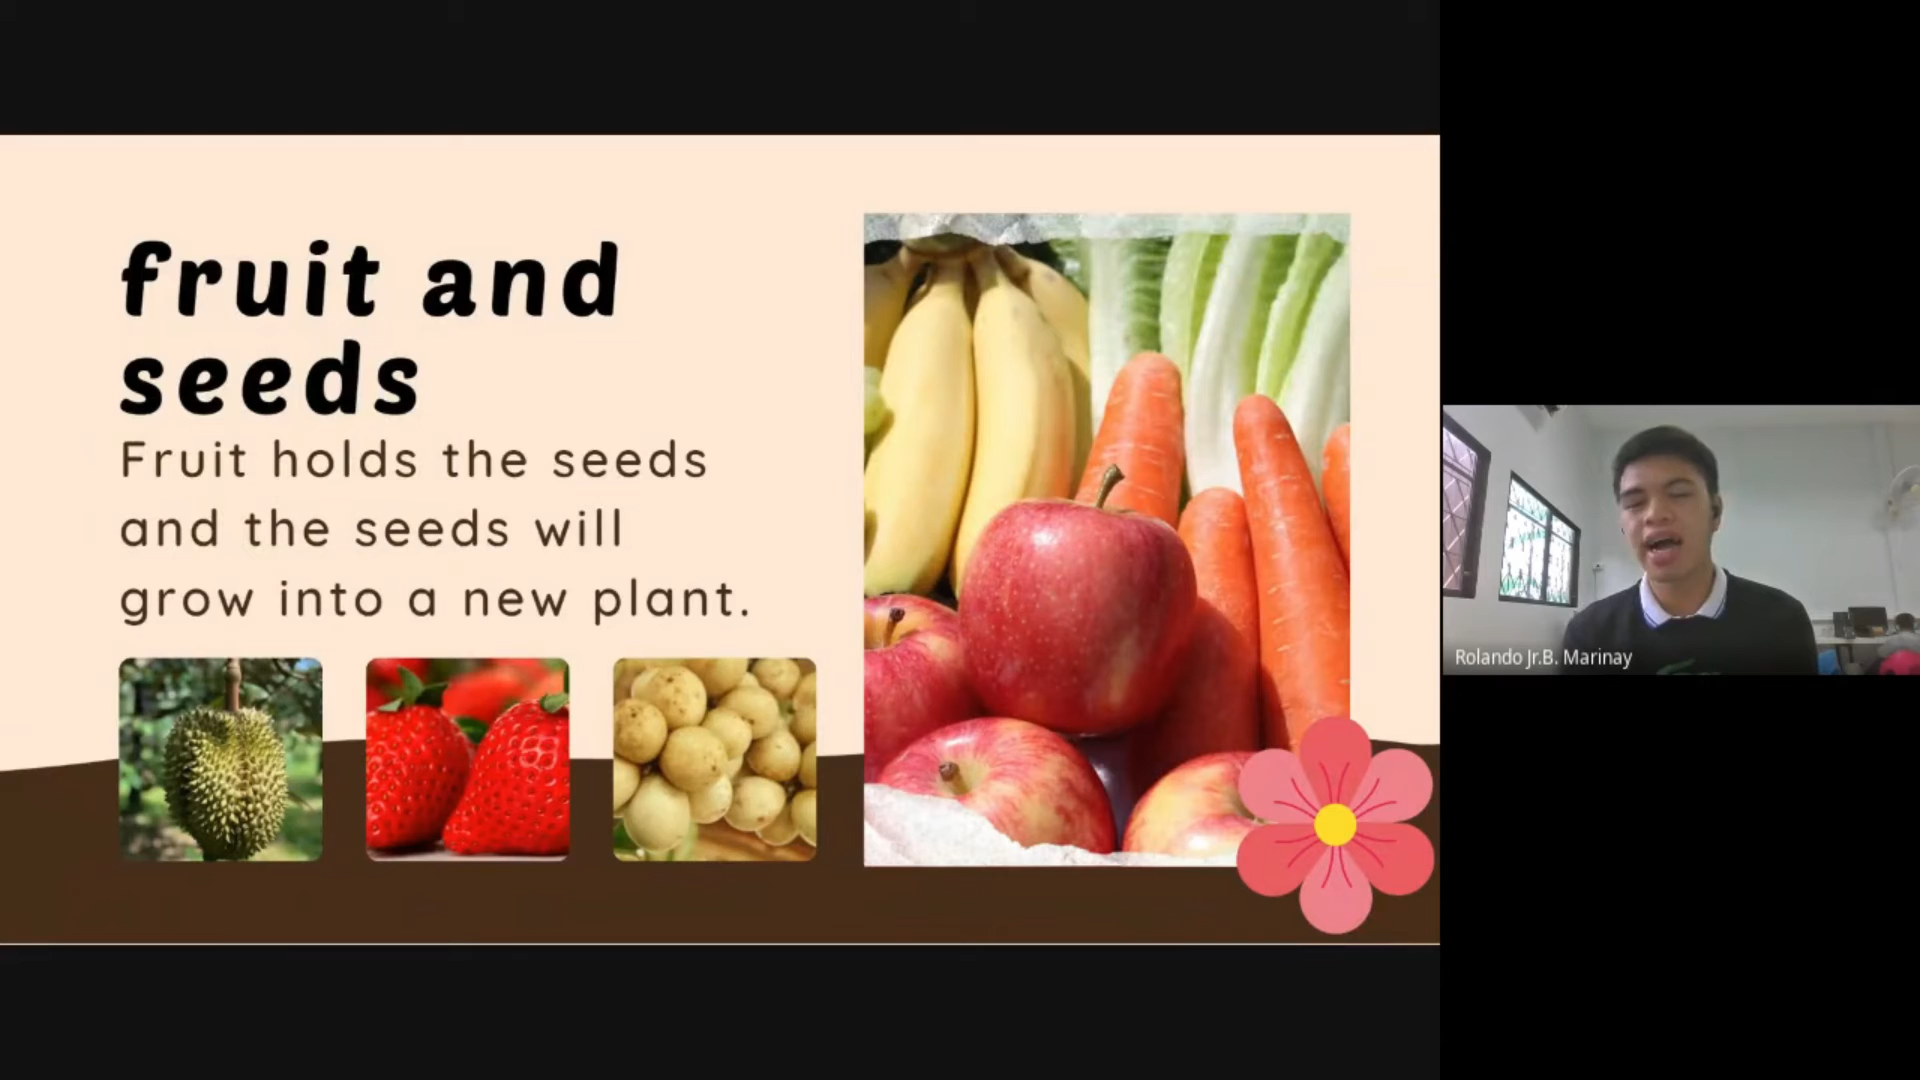 fruit and
seeds
Fruit holds the seeds
and the seeds will
grow into a new plant.
Rolando Jr.B. Marinay